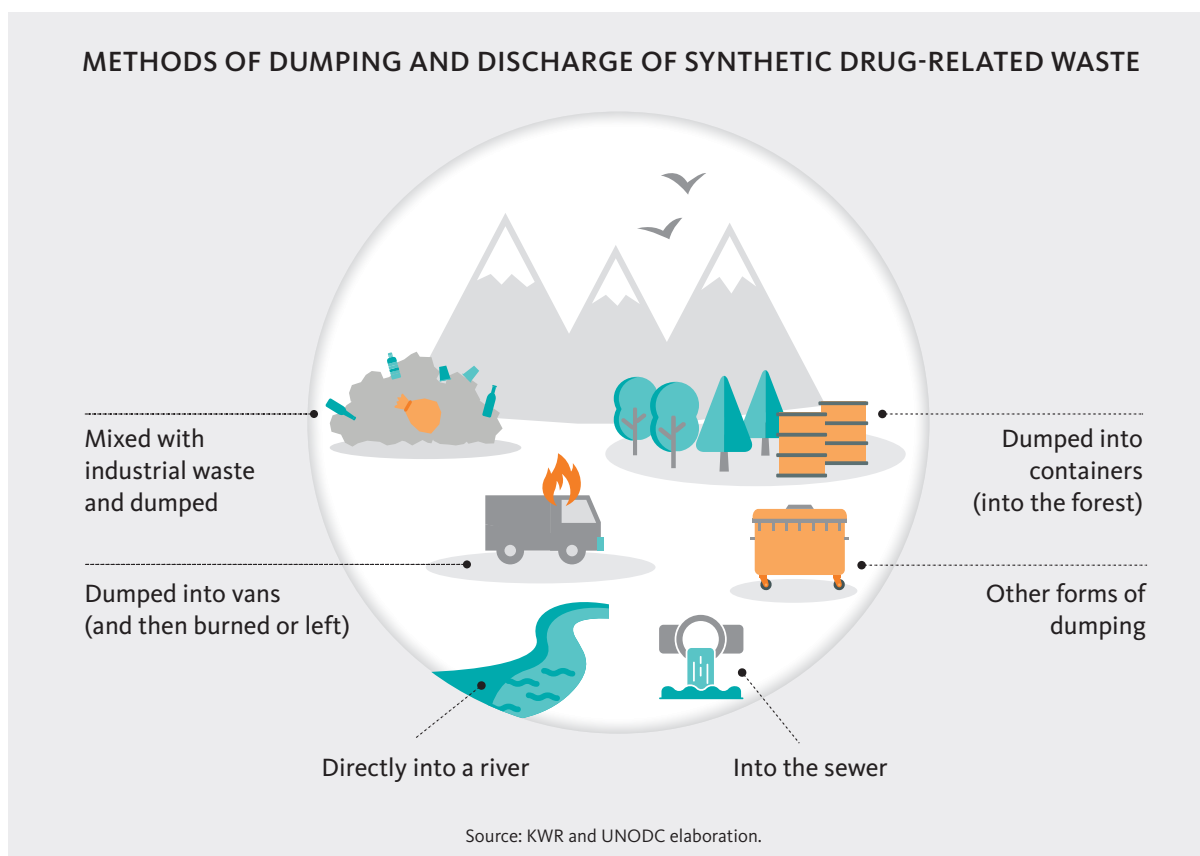 METHODS OF DUMPING AND DISCHARGE OF SYNTHETIC DRUG-RELATED WASTE
Mixed with
industrial waste
and dumped
Dumped into
containers
(into the forest)
Dumped into vans
(and then burned or left)
Other forms of
dumping
Directly into a river
Into the sewer
Source: KWR and UNODC elaboration.